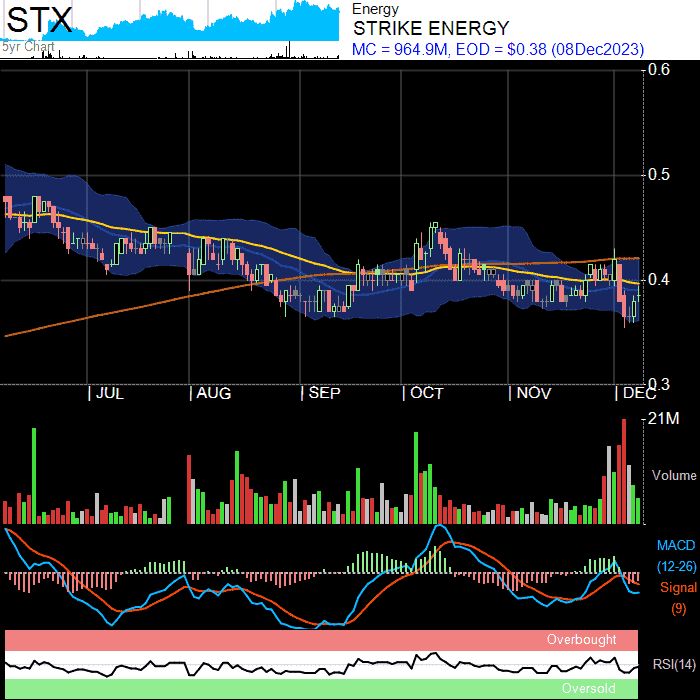 STX
5yr Chart
Energy
STRIKE ENERGY
MC = 964.9M, EOD = $0.38 (08Dec2023)
0.6
0.5
0.4
0.3
| JUL | AUG | SEP | OCT | NOV | DEC
21M
Volume
MACD
(12-26)
Signal
(9)
Overbought
RSI(14)
Oversold